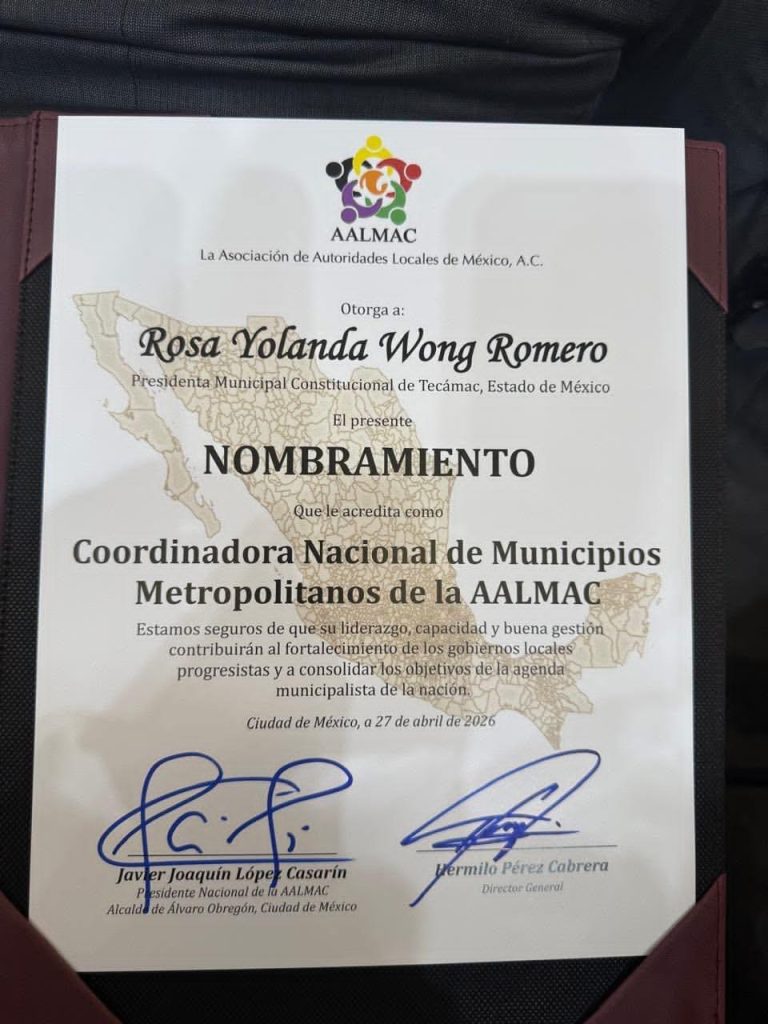 AALMAC
La Asociación de Autoridades Locales de México, A.C.
Otorga a:
Rosa Yolanda Wong Romero
Presidenta Municipal Constitucional de Tecámac, Estado de México
El presente
NOMBRAMIENTO
Que le acredita como
Coordinadora Nacional de Municipios
Metropolitanos de la AALMAC
Estamos seguros de que su liderazgo, capacidad y buena gestión
contribuirán al fortalecimiento de los gobiernos locales
progresistas y a consolidar los objetivos de la agenda
municipalista de la nación.
Ciudad de México, a 27 de abril de 2026
Javier Joaquín López Casarín
Presidente Nacional de la AALMAC
Alcalde de Álvaro Obregón, Ciudad de México
Hermilo Pérez Cabrera
Director General